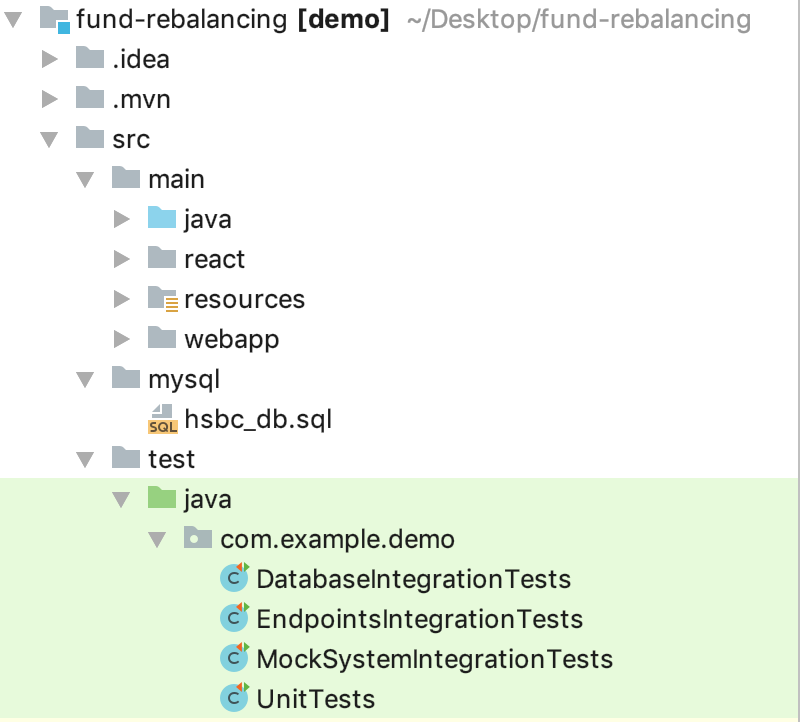 fund-rebalancing [demo] ~/Desktop/fund-rebalancing
.idea
.mvn
src
main
java
react
resources
webapp
mysql
SQL hsbc_db.sql
test
java
com.example.demo
C DatabaseIntegrationTests
C EndpointsIntegrationTests
C MockSystemIntegrationTests
C UnitTests